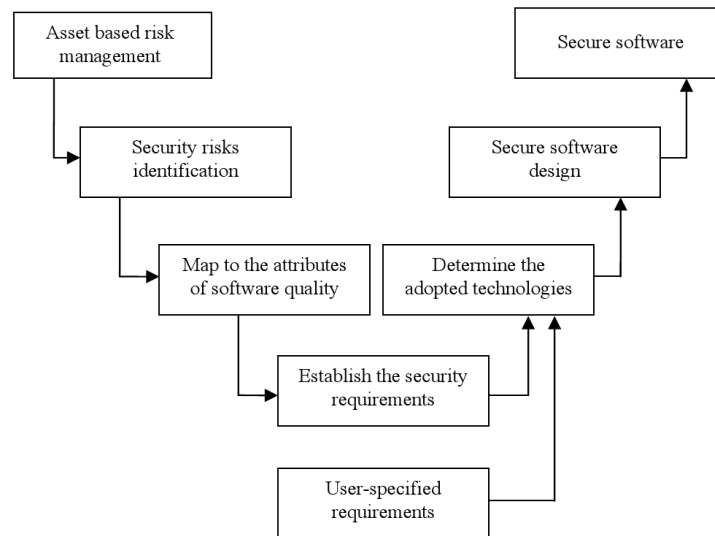 Asset based risk
management
Secure software
Security risks
identification
Secure software
design
Map to the attributes
of software quality
Determine the
adopted technologies
Establish the security
requirements
User-specified
requirements